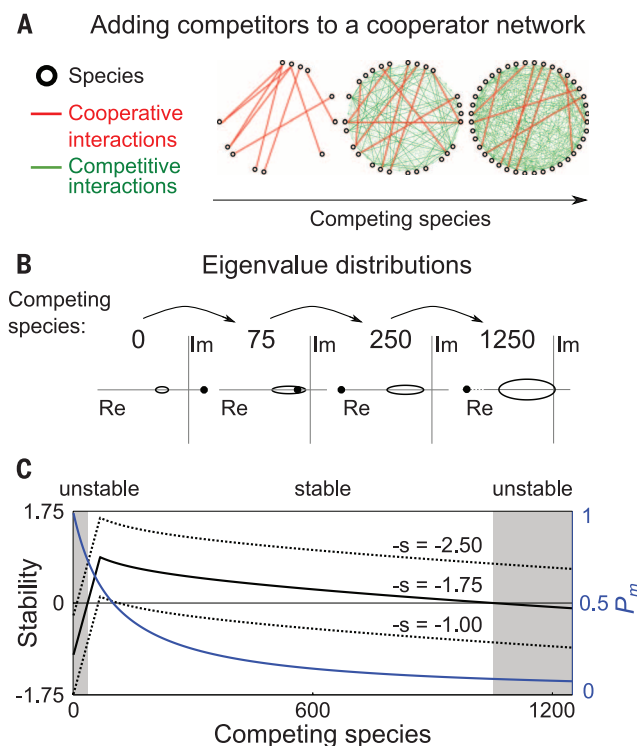 A Adding competitors to a cooperator network
Species
Cooperative
interactions
Competitive
interactions
Competing species
B Eigenvalue distributions
Competing
species:
0 75 250 1250
Im Im Im Im
Re Re Re Re
C
unstable stable unstable
1.75 1
-s = -2.50
-s = -1.75
0 0.5
-s = -1.00
-1.75 0
Stability
Pm
0 600 1200
Competing species